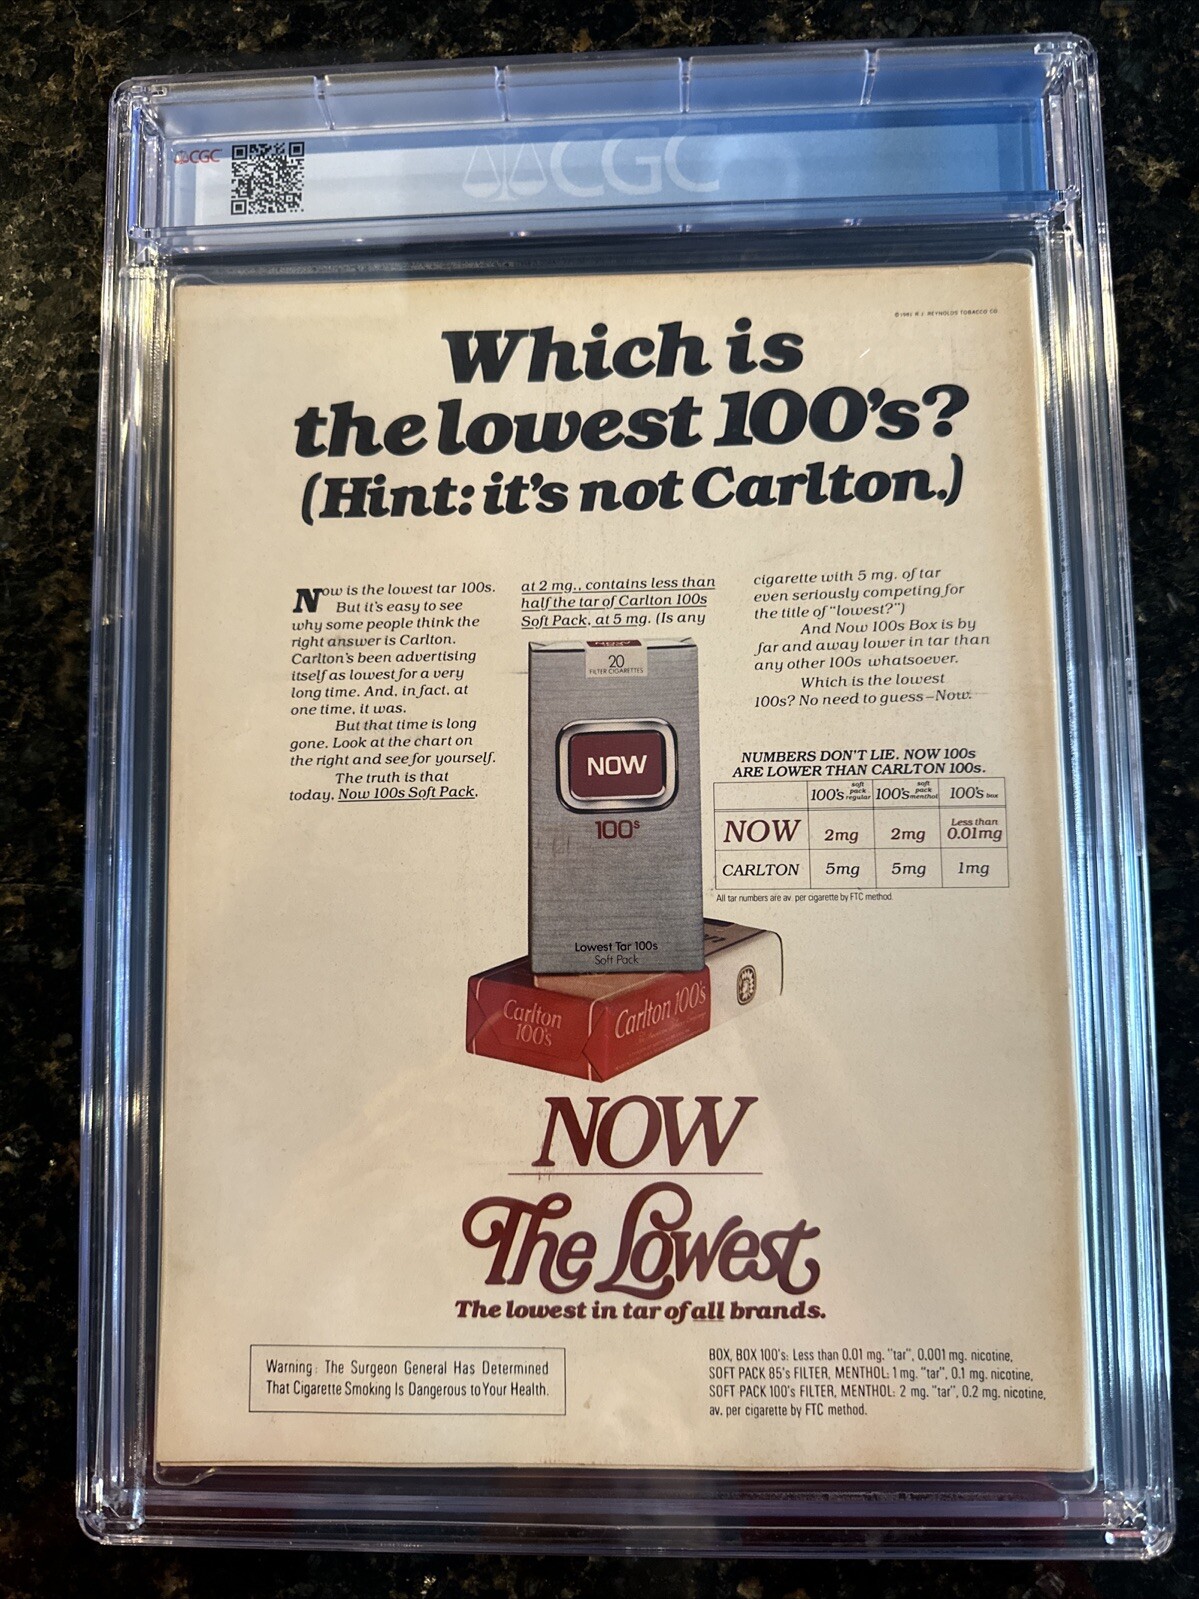 CGC
CGC
©1981 R.J. REYNOLDS TOBACCO CO
Which is
the lowest 100's?
(Hint: it's not Carlton.)
Now is the lowest tar 100s.
But it's easy to see
why some people think the
right answer is Carlton.
Carlton's been advertising
itself as lowest for a very
long time. And, in fact, at
one time, it was.
But that time is long
gone. Look at the chart on
the right and see for yourself.
The truth is that
today, Now 100s Soft Pack,
at 2 mg., contains less than
half the tar of Carlton 100s
Soft Pack, at 5 mg. (Is any
cigarette with 5 mg. of tar
even seriously competing for
the title of "lowest?")
And Now 100s Box is by
far and away lower in tar than
any other 100s whatsoever.
Which is the lowest
100s? No need to guess–Now.
20
FILTER CIGARETTES
NOW
100s
Lowest Tar 100s
Soft Pack
Carlton
100's
Carlton 100's
NUMBERS DON'T LIE. NOW 100s
ARE LOWER THAN CARLTON 100s.
100's soft pack regular 100's soft pack menthol 100's box
NOW 2mg 2mg Less than 0.01mg
CARLTON 5mg 5mg 1mg
All tar numbers are av. per cigarette by FTC method.
NOW
The Lowest
The lowest in tar of all brands.
Warning: The Surgeon General Has Determined
That Cigarette Smoking Is Dangerous to Your Health.
BOX, BOX 100's: Less than 0.01 mg. "tar", 0.001 mg. nicotine,
SOFT PACK 85's FILTER, MENTHOL: 1 mg. "tar", 0.1 mg. nicotine,
SOFT PACK 100's FILTER, MENTHOL: 2 mg. "tar", 0.2 mg. nicotine,
av. per cigarette by FTC method.